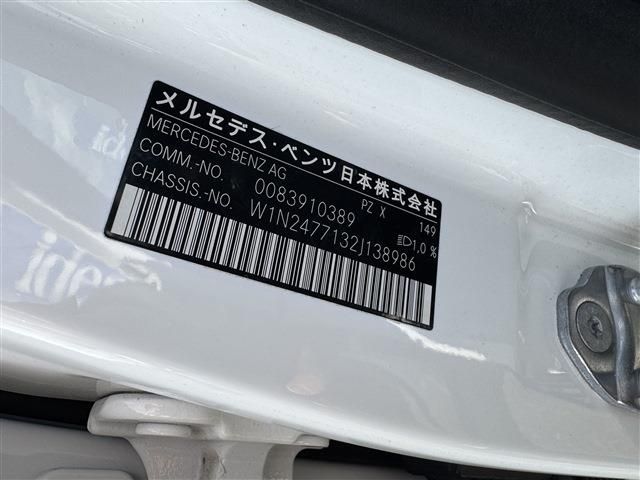 メルセデス・ベンツ日本株式会社
MERCEDES-BENZ AG
COMM.-NO. 0083910389 PZ X 149
CHASSIS.-NO. W1N2477132J138986 1,0 %